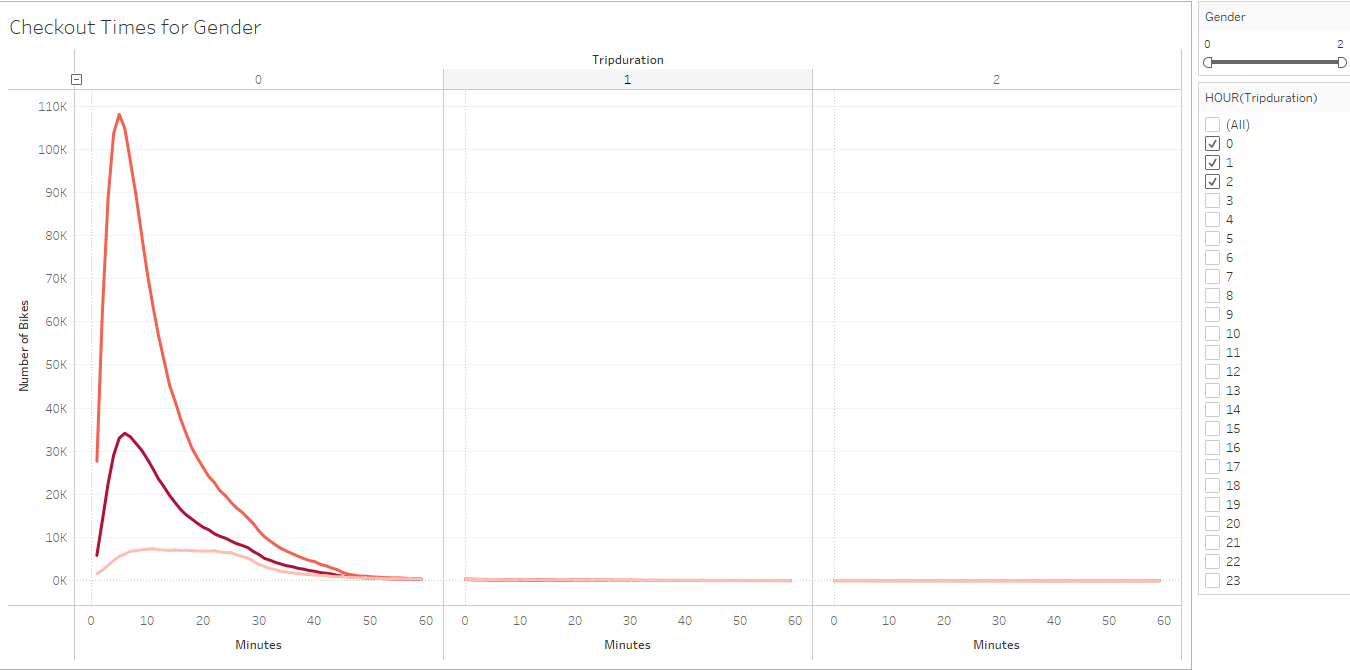 Checkout Times for Gender
Tripduration
0 1 2
110K
100K
90K
80K
70K
60K
50K
40K
30K
20K
10K
0K
Number of Bikes
0 10 20 30 40 50 60 0 10 20 30 40 50 60 0 10 20 30 40 50 60
Minutes Minutes Minutes
Gender
0 2
HOUR(Tripduration)
(All)
0
1
2
3
4
5
6
7
8
9
10
11
12
13
14
15
16
17
18
19
20
21
22
23